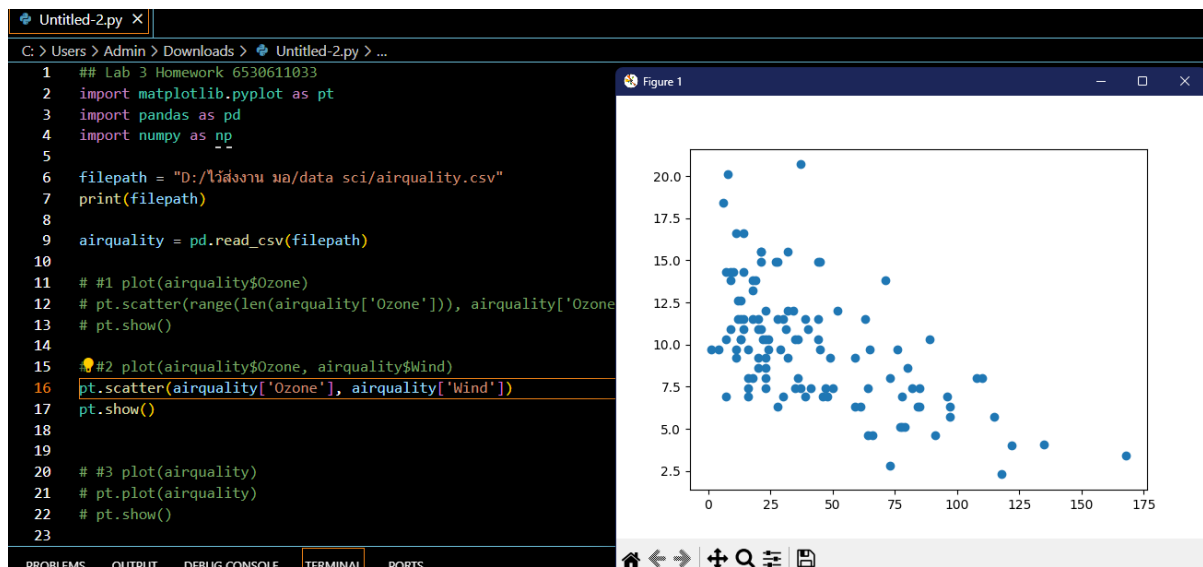 Untitled-2.py ×
C: > Users > Admin > Downloads > Untitled-2.py > ...
1 ## Lab 3 Homework 6530611033
2 import matplotlib.pyplot as pt
3 import pandas as pd
4 import numpy as np
5
6 filepath = "D:/ไว้ส่งงาน มอ/data sci/airquality.csv"
7 print(filepath)
8
9 airquality = pd.read_csv(filepath)
10
11 # #1 plot(airquality$Ozone)
12 # pt.scatter(range(len(airquality['Ozone'])), airquality['Ozone
13 # pt.show()
14
15 #2 plot(airquality$Ozone, airquality$Wind)
16 pt.scatter(airquality['Ozone'], airquality['Wind'])
17 pt.show()
18
19
20 # #3 plot(airquality)
21 # pt.plot(airquality)
22 # pt.show()
23
PROBLEMS OUTPUT DEBUG CONSOLE TERMINAL PORTS
Figure 1
20.0
17.5
15.0
12.5
10.0
7.5
5.0
2.5
0 25 50 75 100 125 150 175